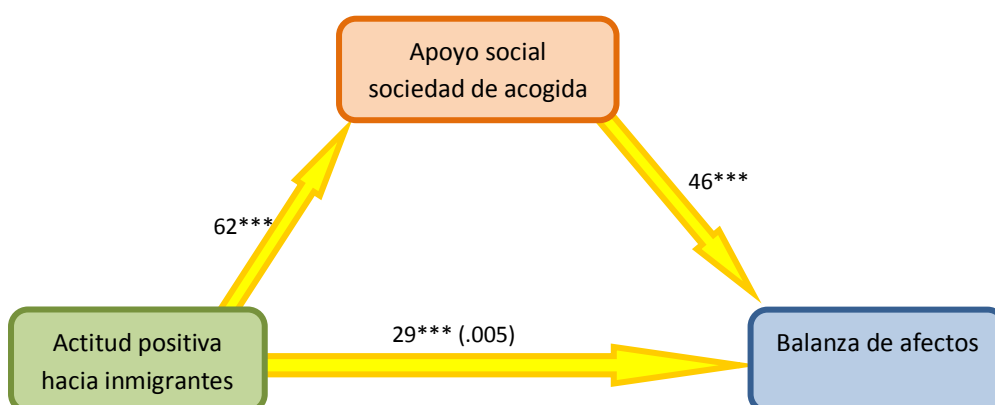 Apoyo social
sociedad de acogida
46***
62***
29*** (.005)
Actitud positiva
hacia inmigrantes
Balanza de afectos